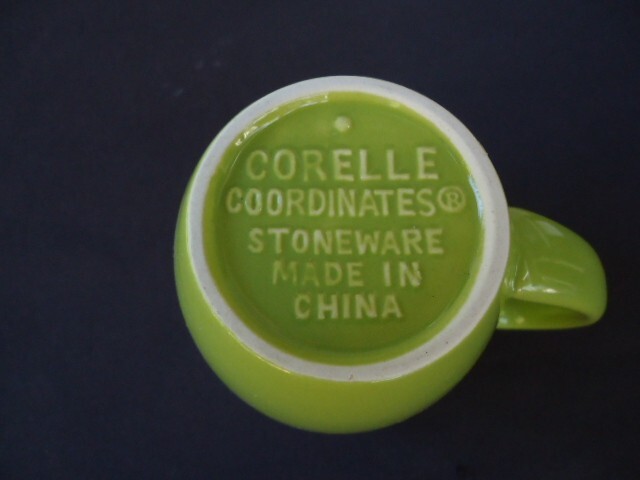 CORELLE
COORDINATES®
STONEWARE
MADE IN
CHINA